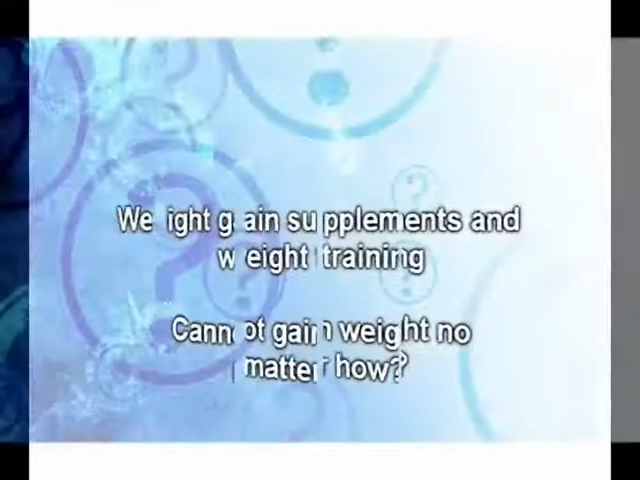 Weight gain supplements and
weight training
Cannot gain weight no
matter how?